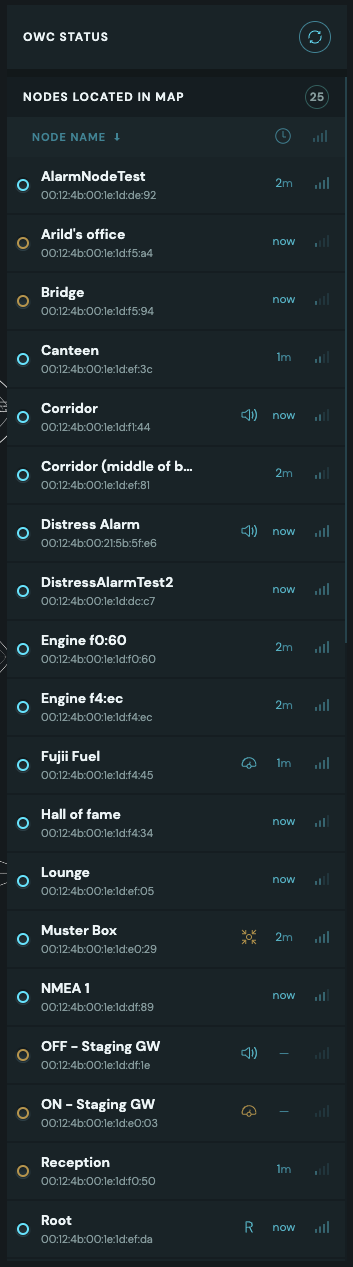 OWC STATUS
NODES LOCATED IN MAP 25
NODE NAME
AlarmNodeTest 2m
00:12:4b:00:1e:1d:de:92
Arild's office now
00:12:4b:00:1e:1d:f5:a4
Bridge now
00:12:4b:00:1e:1d:f5:94
Canteen 1m
00:12:4b:00:1e:1d:ef:3c
Corridor now
00:12:4b:00:1e:1d:f1:44
Corridor (middle of b... 2m
00:12:4b:00:1e:1d:ef:81
Distress Alarm now
00:12:4b:00:21:5b:5f:e6
DistressAlarmTest2 now
00:12:4b:00:1e:1d:dc:c7
Engine f0:60 2m
00:12:4b:00:1e:1d:f0:60
Engine f4:ec 2m
00:12:4b:00:1e:1d:f4:ec
Fujii Fuel 1m
00:12:4b:00:1e:1d:f4:45
Hall of fame now
00:12:4b:00:1e:1d:f4:34
Lounge now
00:12:4b:00:1e:1d:ef:05
Muster Box 2m
00:12:4b:00:1e:1d:e0:29
NMEA 1 now
00:12:4b:00:1e:1d:df:89
OFF - Staging GW —
00:12:4b:00:1e:1d:df:1e
ON - Staging GW —
00:12:4b:00:1e:1d:e0:03
Reception 1m
00:12:4b:00:1e:1d:f0:50
Root R now
00:12:4b:00:1e:1d:ef:da